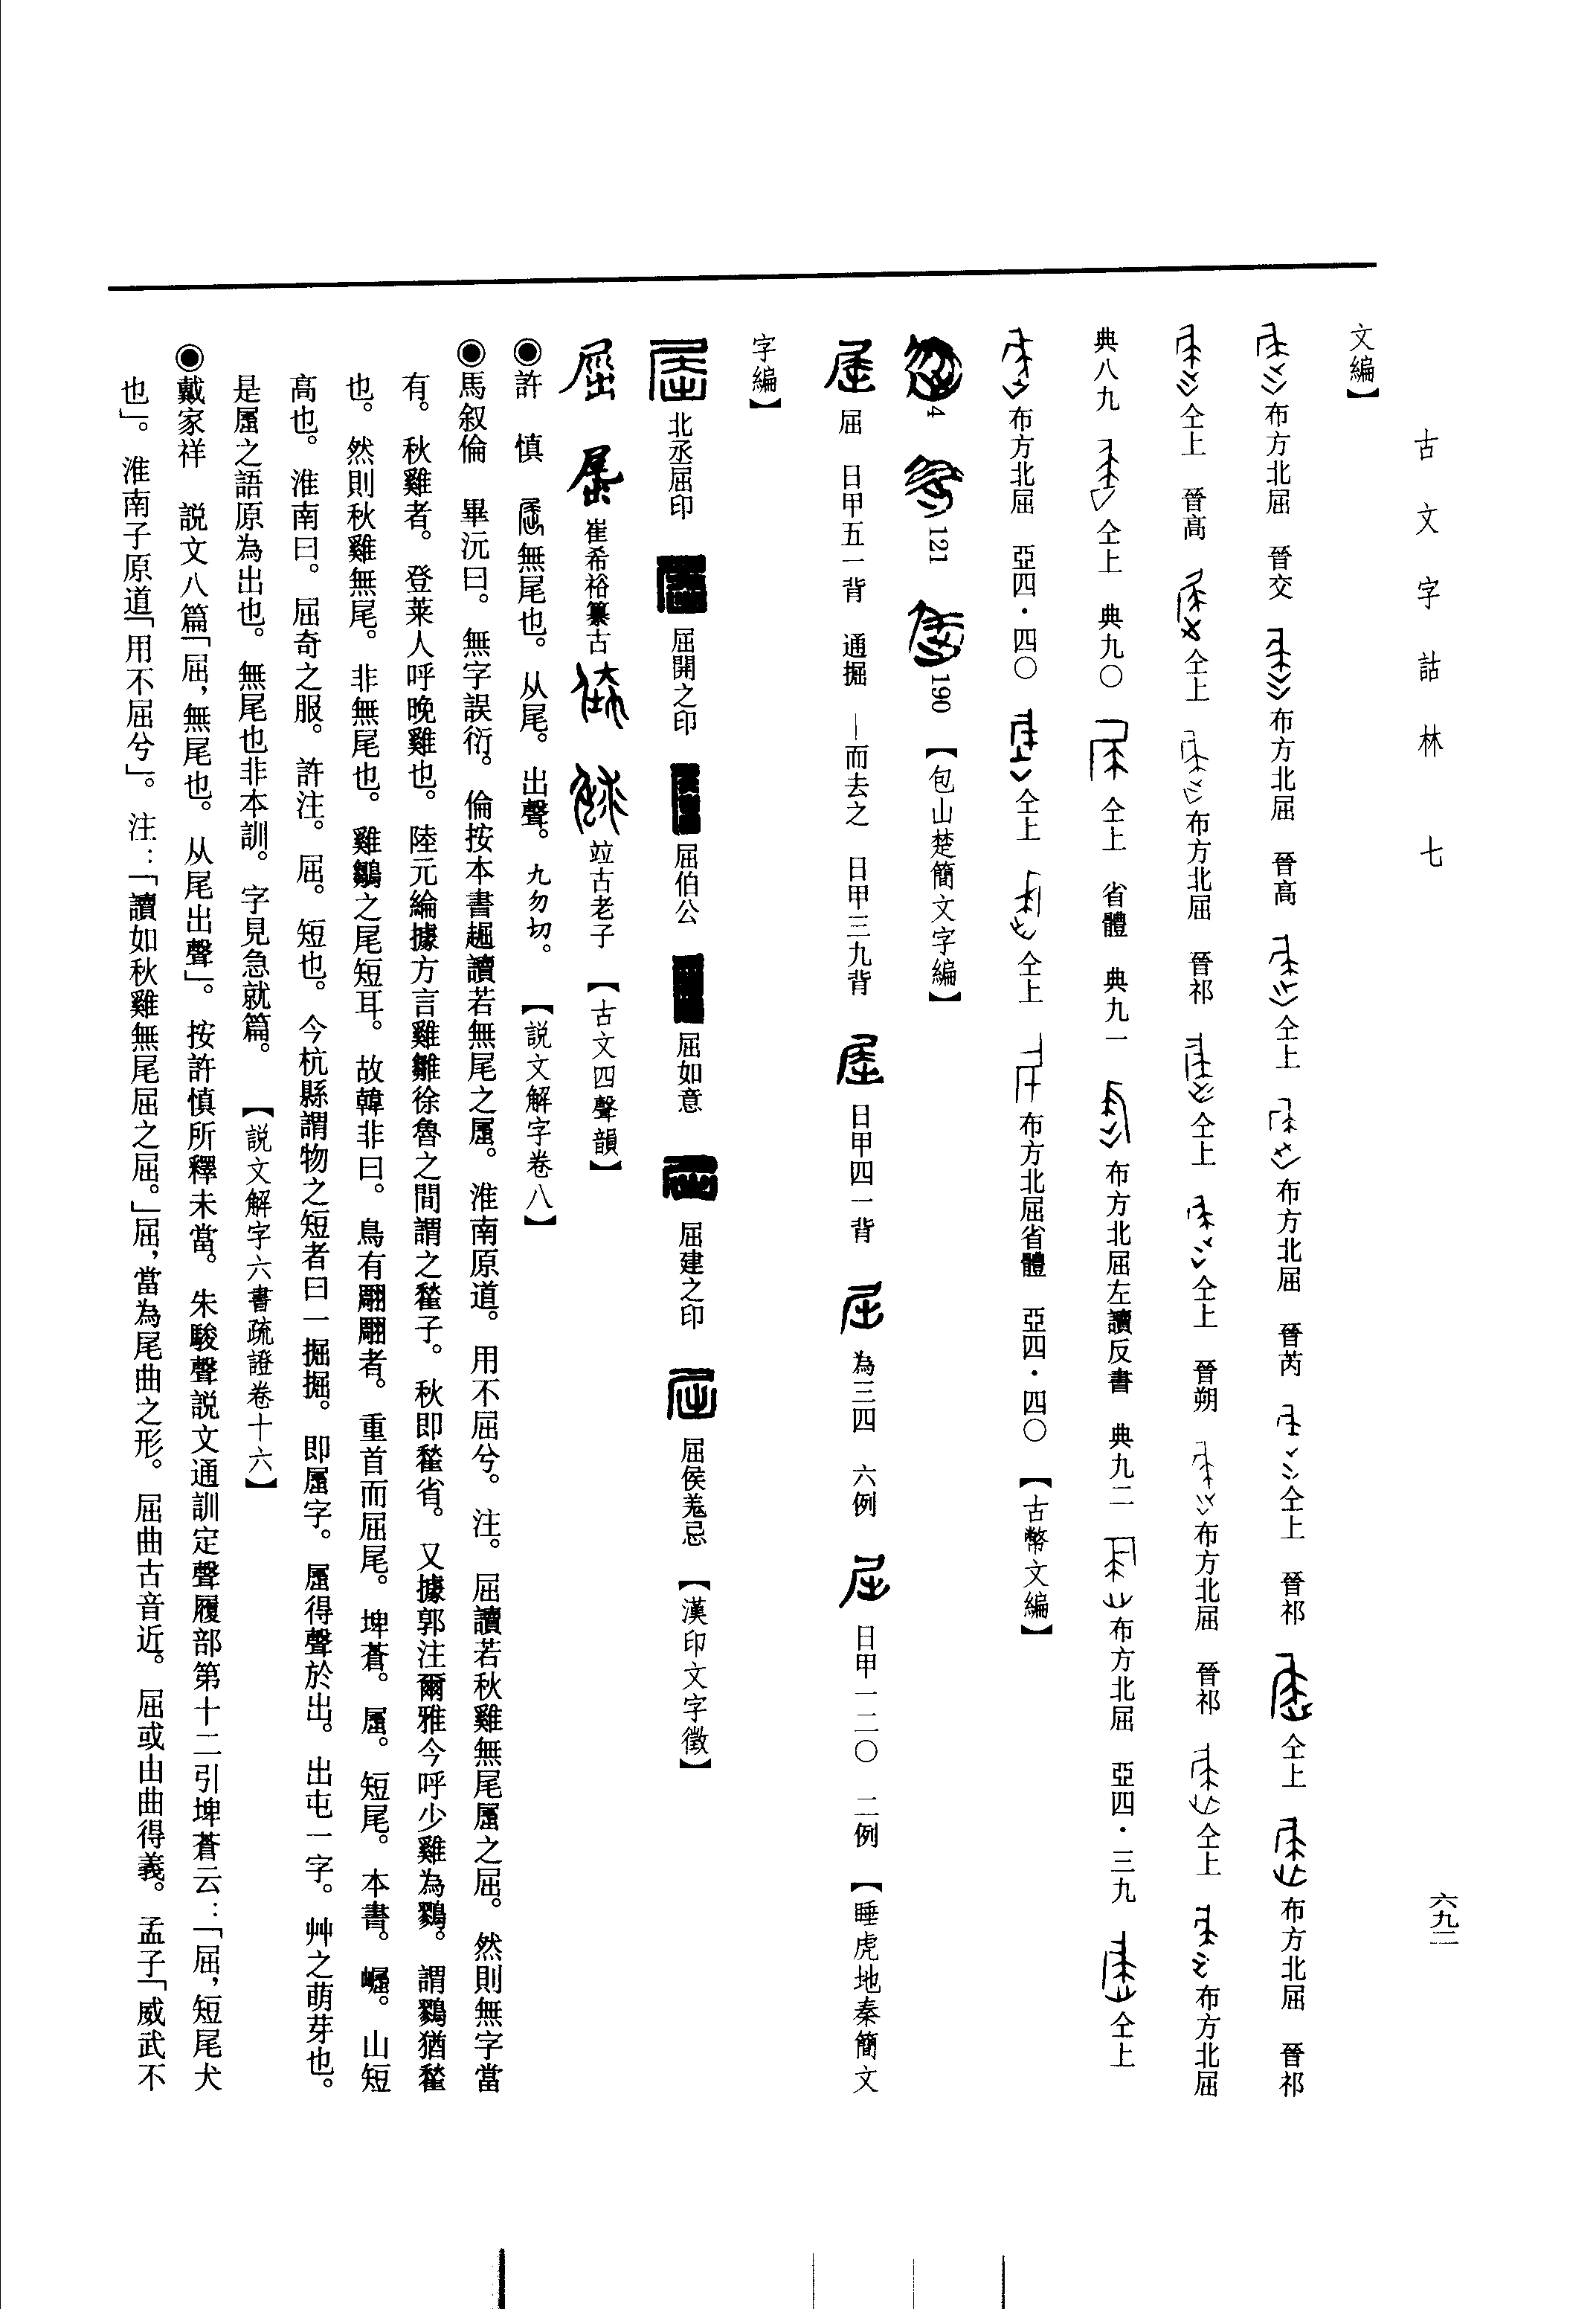 古文字詁林　七
六九二
文編】
布方北屈　晉交　布方北屈　晉高　仝上　布方北屈　晉芮　仝上　晉祁　仝上　布方北屈　晉祁
仝上　晉高　仝上　布方北屈　晉祁　仝上　仝上　晉朔　布方北屈　晉祁　仝上　布方北屈
典八九　仝上　典九〇　仝上　省體　典九一　布方北屈左讀反書　典九二　布方北屈　亞四・三九　仝上
布方北屈　亞四・四〇　仝上　仝上　布方北屈省體　亞四・四〇　【古幣文編】
4　121　190　【包山楚簡文字編】
屈　日甲五一背　通掘　—而去之　日甲三九背　日甲四一背　為三四　六例　日甲一二〇　二例　【睡虎地秦簡文
字編】
北丞屈印　屈開之印　屈伯公　屈如意　屈建之印　屈侯羌忌　【漢印文字徵】
崔希裕纂古　竝古老子　【古文四聲韻】
◉許　慎　無尾也。从尾。出聲。九勿切。　【説文解字卷八】
◉馬叙倫　畢沅曰。無字誤衍。倫按本書趉讀若無尾之屈。淮南原道。用不屈兮。注。屈讀若秋雞無尾屈之屈。然則無字當
有。秋雞者。登莱人呼晚雞也。陸元綸據方言雞雛徐魯之間謂之䆋子。秋即䆋省。又據郭注爾雅今呼少雞為鷚。謂鷚猶䆋
也。然則秋雞無尾。非無尾也。雞鶵之尾短耳。故韓非曰。鳥有翢翢者。重首而屈尾。埤蒼。屈。短尾。本書。崛。山短
高也。淮南曰。屈奇之服。許注。屈。短也。今杭縣謂物之短者曰一掘掘。即屈字。屈得聲於出。出屯一字。艸之萌芽也。
是屈之語原為出也。無尾也非本訓。字見急就篇。　【説文解字六書疏證卷十六】
◉戴家祥　説文八篇「屈，無尾也。从尾出聲」。按許慎所釋未當。朱駿聲説文通訓定聲履部第十二引埤蒼云：「屈，短尾犬
也」。淮南子原道「用不屈兮」。注：「讀如秋雞無尾屈之屈。」屈，當為尾曲之形。屈曲古音近。屈或由曲得義。孟子「威武不